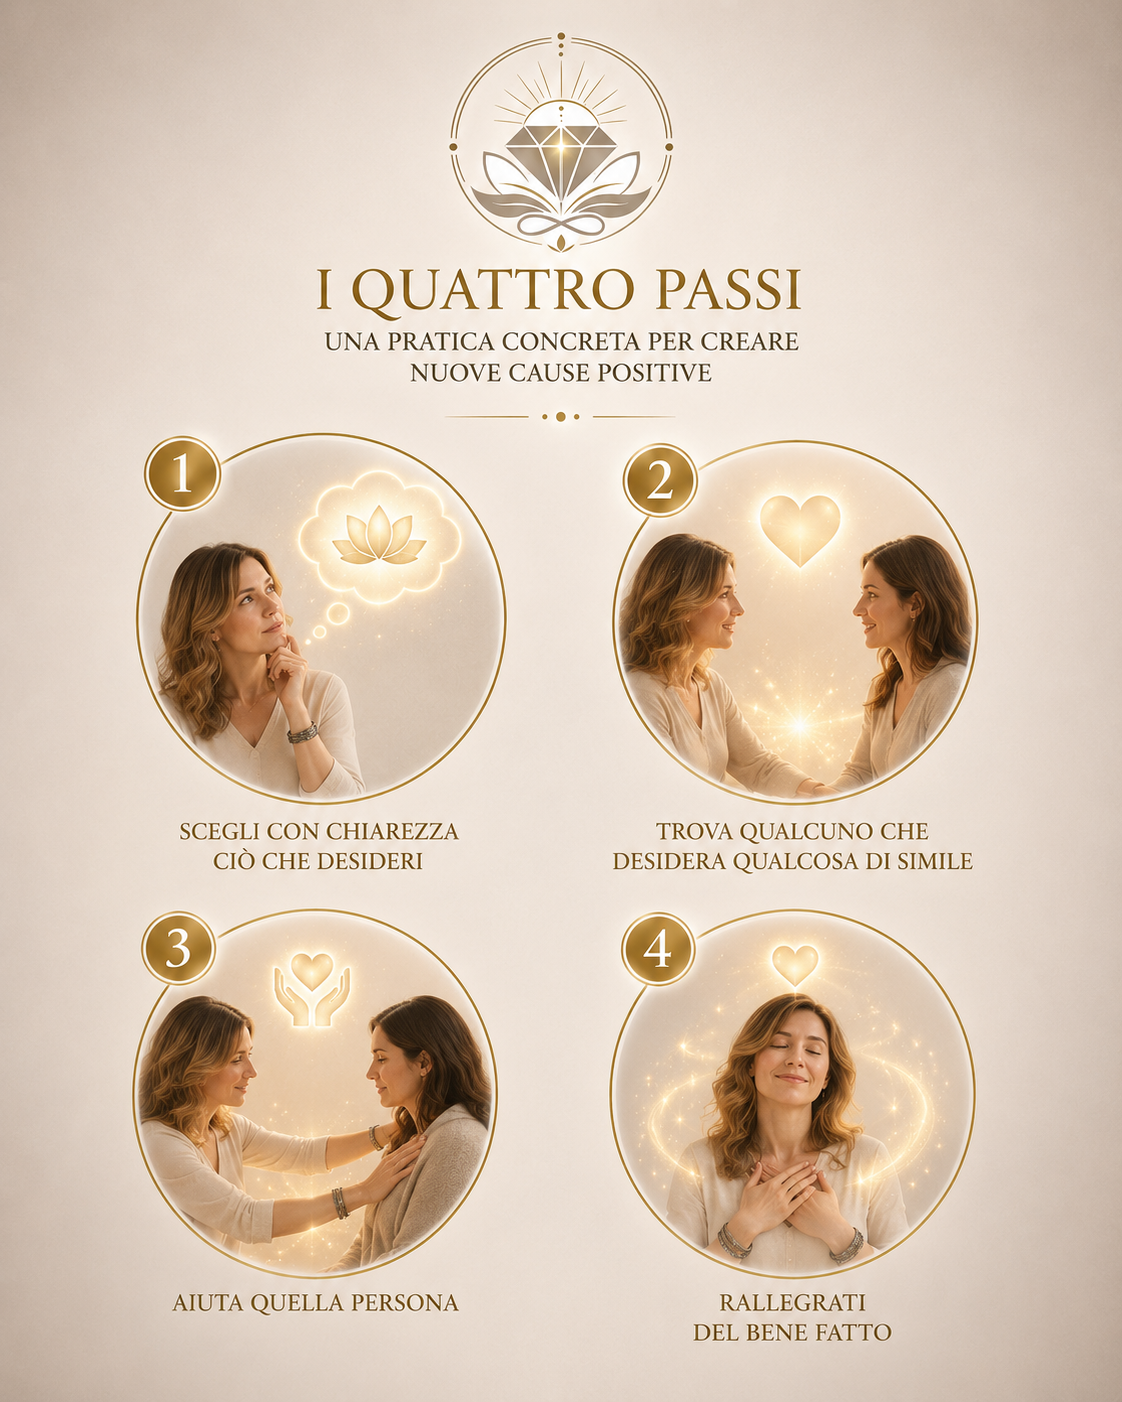 I QUATTRO PASSI
UNA PRATICA CONCRETA PER CREARE
NUOVE CAUSE POSITIVE
1
SCEGLI CON CHIAREZZA
CIÒ CHE DESIDERI
2
TROVA QUALCUNO CHE
DESIDERA QUALCOSA DI SIMILE
3
AIUTA QUELLA PERSONA
4
RALLEGRATI
DEL BENE FATTO